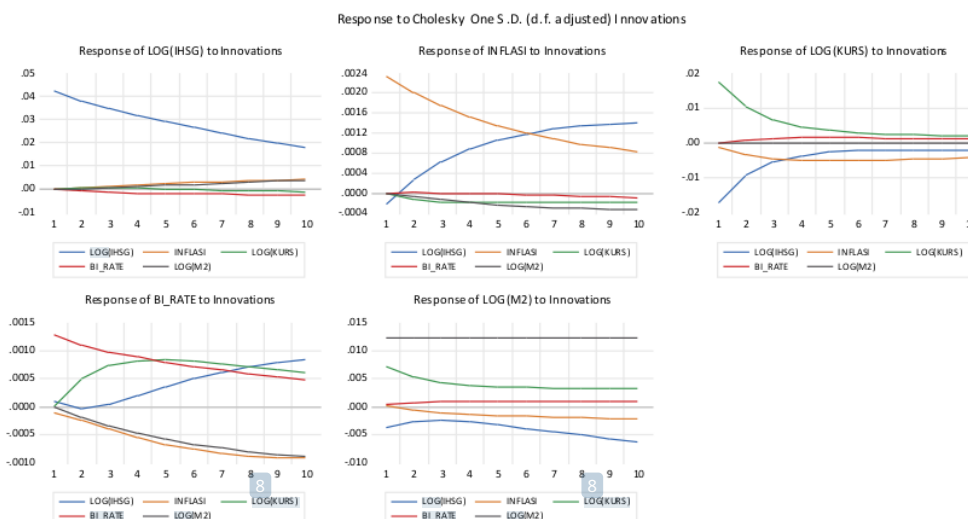 Response to Cholesky One S.D. (d.f. adjusted) Innovations
Response of LOG(IHSG) to Innovations
.05
.04
.03
.02
.01
.00
-.01
1 2 3 4 5 6 7 8 9 10
LOG(IHSG) INFLASI LOG(KURS)
BI_RATE LOG(M2)
Response of INFLASI to Innovations
.0024
.0020
.0016
.0012
.0008
.0004
.0000
-.0004
1 2 3 4 5 6 7 8 9 10
LOG(IHSG) INFLASI LOG(KURS)
BI_RATE LOG(M2)
Response of LOG(KURS) to Innovations
.02
.01
.00
-.01
-.02
1 2 3 4 5 6 7 8 9 10
LOG(IHSG) INFLASI LOG(KURS)
BI_RATE LOG(M2)
Response of BI_RATE to Innovations
.0015
.0010
.0005
.0000
-.0005
-.0010
1 2 3 4 5 6 7 8 9 10
8
LOG(IHSG) INFLASI LOG(KURS)
BI_RATE LOG(M2)
Response of LOG(M2) to Innovations
.015
.010
.005
.000
-.005
-.010
1 2 3 4 5 6 7 8 9 10
8
LOG(IHSG) INFLASI LOG(KURS)
BI_RATE LOG(M2)